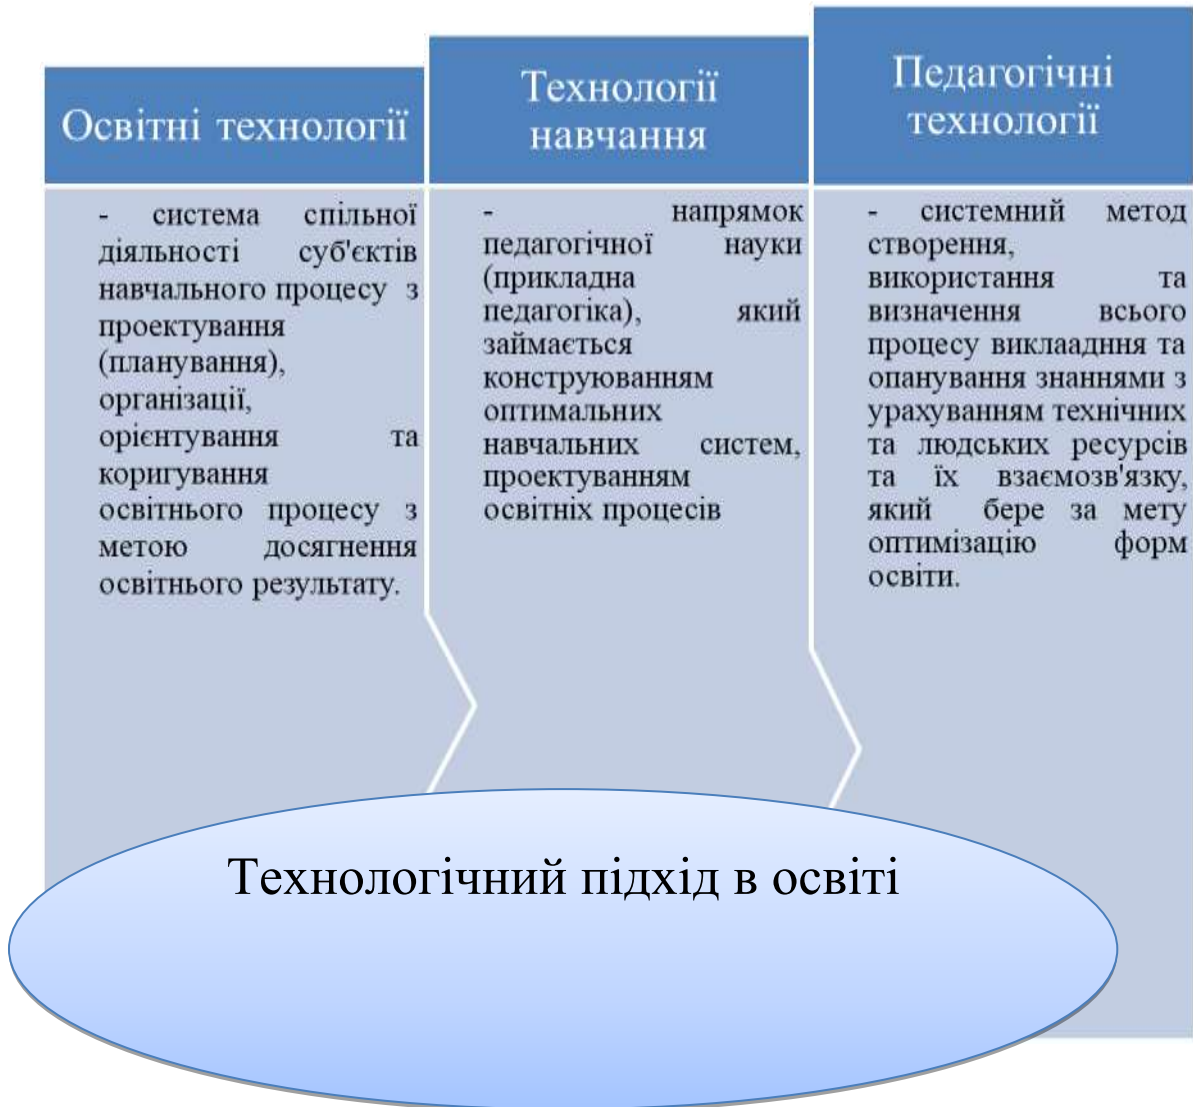 Освітні технології
- система спільної
діяльності суб'єктів
навчального процесу з
проектування
(планування),
організації,
орієнтування та
коригування
освітнього процесу з
метою досягнення
освітнього результату.
Технології
навчання
- напрямок
педагогічної науки
(прикладна
педагогіка), який
займається
конструюванням
оптимальних
навчальних систем,
проектуванням
освітніх процесів
Педагогічні
технології
- системний метод
створення,
використання та
визначення всього
процесу виклаадння та
опанування знаннями з
урахуванням технічних
та людських ресурсів
та їх взаємозв'язку,
який бере за мету
оптимізацію форм
освіти.
Технологічний підхід в освіті